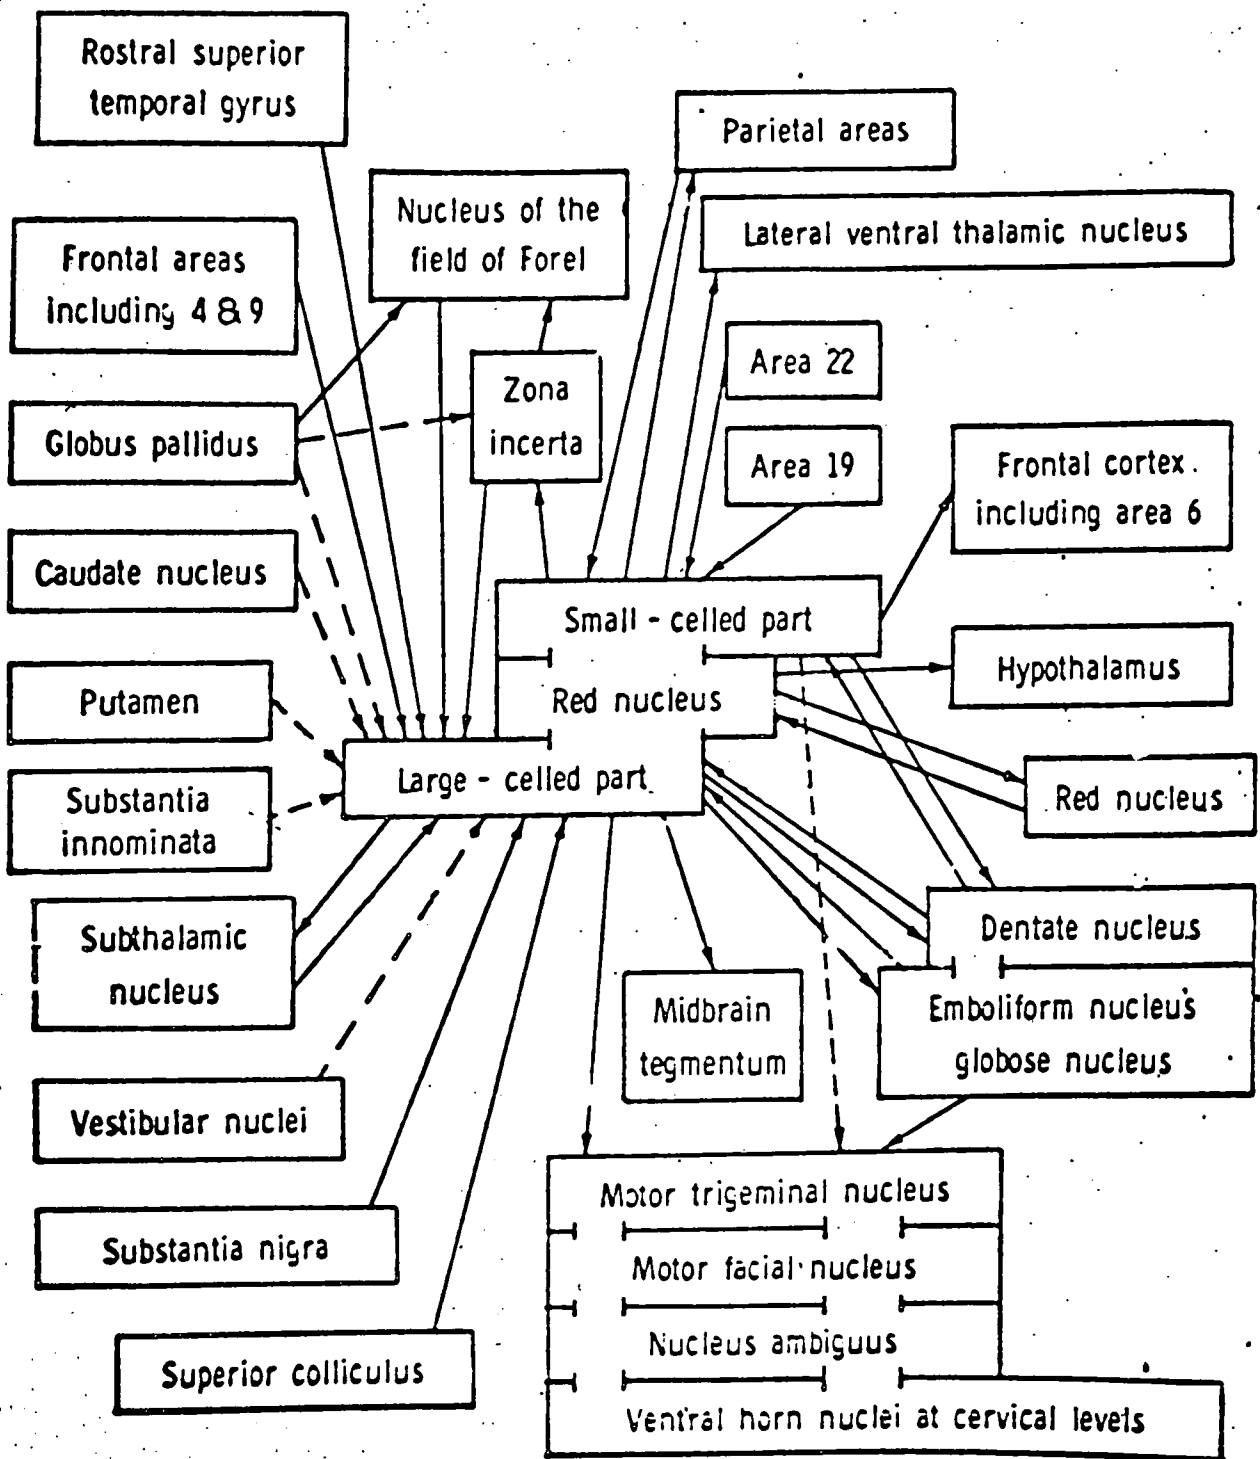 Rostral superior
temporal gyrus
Parietal areas
Nucleus of the
field of Forel
Lateral ventral thalamic nucleus
Frontal areas
including 4 & 9
Area 22
Zona
incerta
Globus pallidus
Area 19
Frontal cortex
including area 6
Caudate nucleus
Small - celled part
Hypothalamus
Putamen
Red nucleus
Large - celled part
Red nucleus
Substantia
innominata
Subthalamic
nucleus
Dentate nucleus
Midbrain
tegmentum
Emboliform nucleus
globose nucleus
Vestibular nuclei
Motor trigeminal nucleus
Substantia nigra
Motor facial nucleus
Nucleus ambiguus
Superior colliculus
Ventral horn nuclei at cervical levels